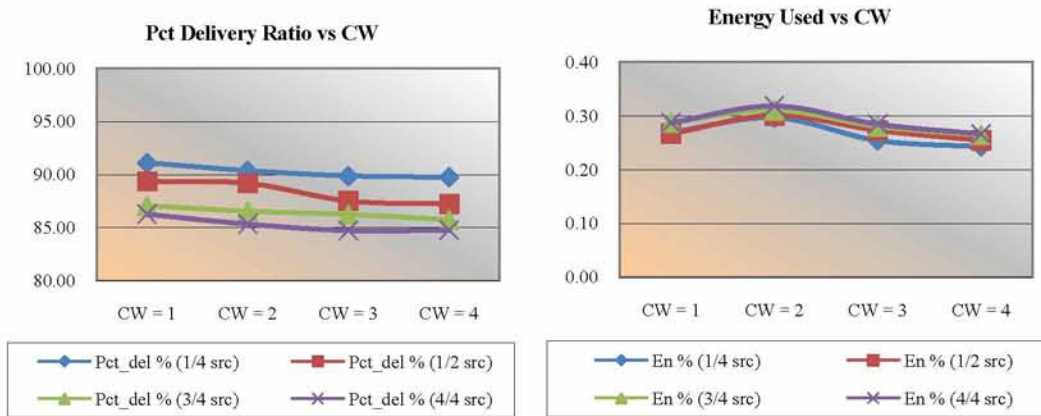 Pct Delivery Ratio vs CW
100.00
95.00
90.00
85.00
80.00
CW = 1 CW = 2 CW = 3 CW = 4
Pct_del % (1/4 src) Pct_del % (1/2 src)
Pct_del % (3/4 src) Pct_del % (4/4 src)
Energy Used vs CW
0.40
0.30
0.20
0.10
0.00
CW = 1 CW = 2 CW = 3 CW = 4
En % (1/4 src) En % (1/2 src)
En % (3/4 src) En % (4/4 src)